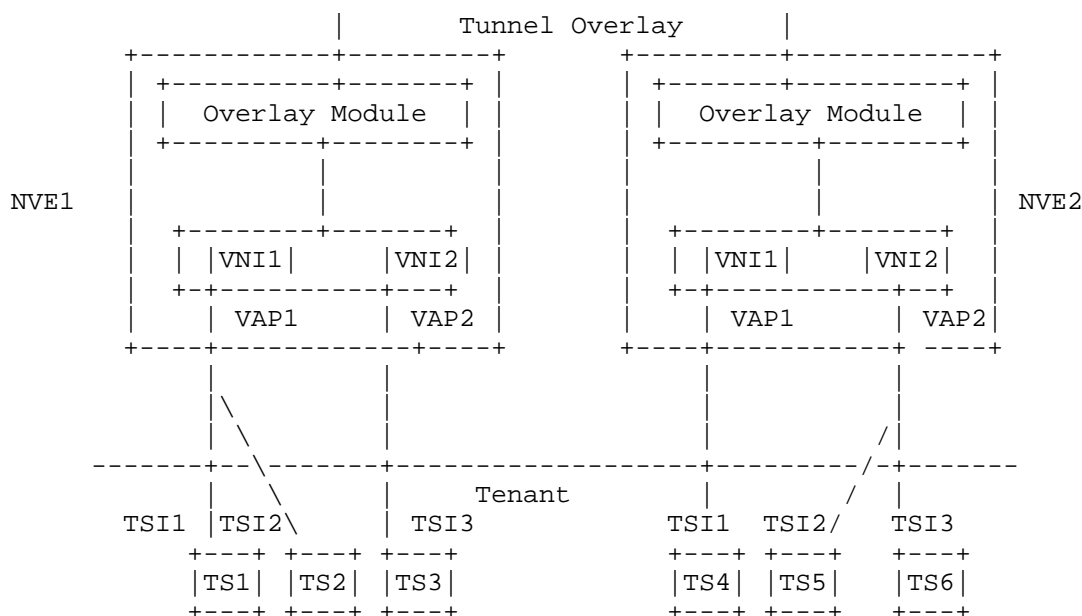 Tunnel Overlay
Overlay Module Overlay Module
NVE1 NVE2
VNI1 VNI2 VNI1 VNI2
VAP1 VAP2 VAP1 VAP2
Tenant
TSI1 TSI2 TSI3 TSI1 TSI2 TSI3
TS1 TS2 TS3 TS4 TS5 TS6